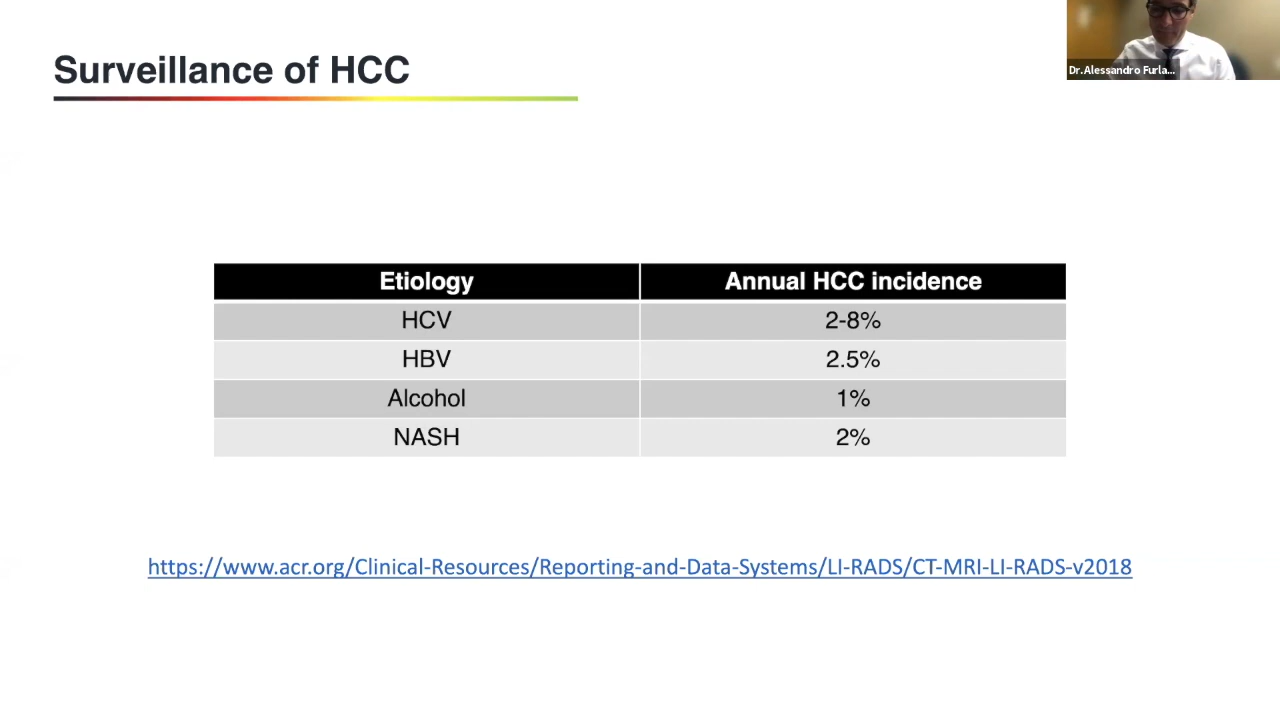 Surveillance of HCC
Dr.Alessandro Furla...
Etiology Annual HCC incidence
HCV 2-8%
HBV 2.5%
Alcohol 1%
NASH 2%
https://www.acr.org/Clinical-Resources/Reporting-and-Data-Systems/LI-RADS/CT-MRI-LI-RADS-v2018